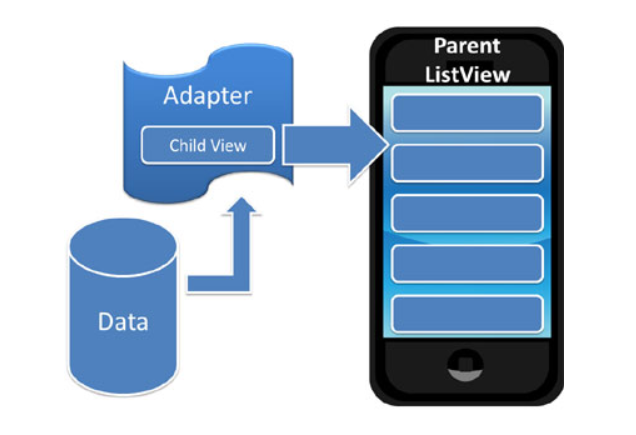 Parent
ListView
Adapter
Child View
Data